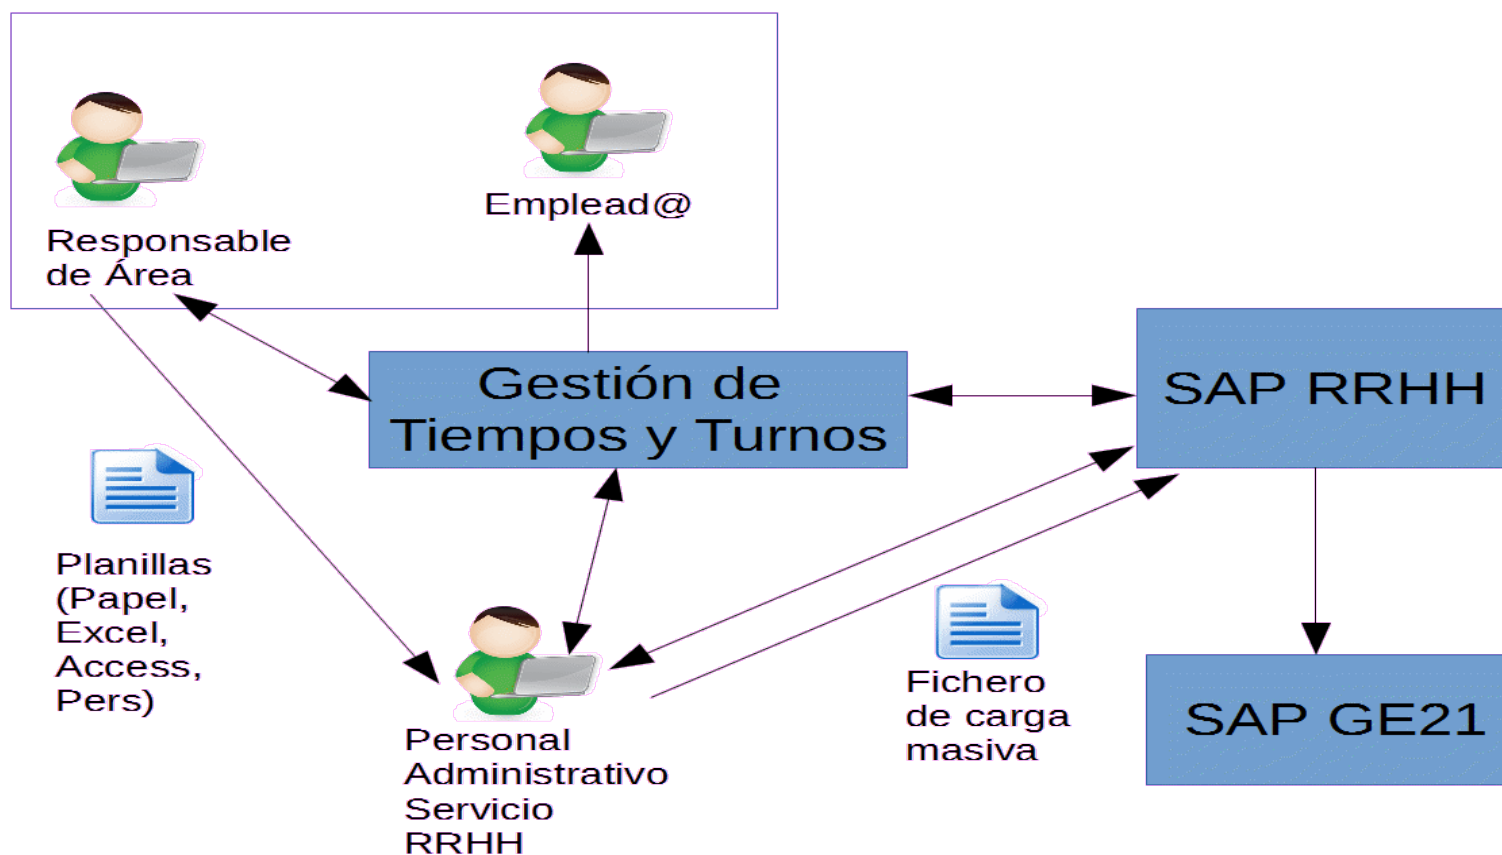 Emplead@
Responsable
de Área
Gestión de
Tiempos y Turnos
SAP RRHH
Planillas
(Papel,
Excel,
Access,
Pers)
Fichero
de carga
masiva
SAP GE21
Personal
Administrativo
Servicio
RRHH